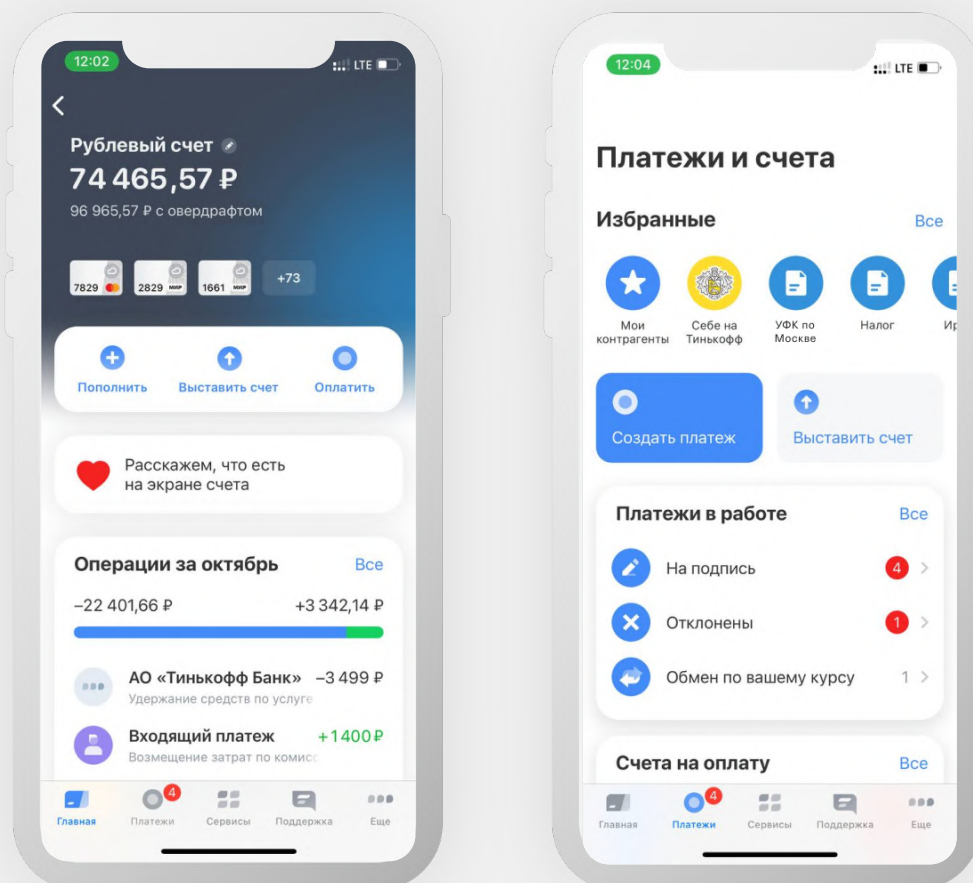 12:02
LTE
Рублевый счет
74 465,57 ₽
96 965,57 ₽ с овердрафтом
7829
2829 МИР
1661 МИР
+73
Пополнить
Выставить счет
Оплатить
Расскажем, что есть
на экране счета
Операции за октябрь
Все
–22 401,66 ₽
+3 342,14 ₽
АО «Тинькофф Банк» –3 499 ₽
Удержание средств по услуге
Входящий платеж +1 400 ₽
Возмещение затрат по комисс
4
Главная
Платежи
Сервисы
Поддержка
Еще
12:04
LTE
Платежи и счета
Избранные
Все
Мои
контрагенты
Себе на
Тинькофф
УФК по
Москве
Налог
Создать платеж
Выставить счет
Платежи в работе
Все
На подпись 4
Отклонены 1
Обмен по вашему курсу 1
Счета на оплату
Все
4
Главная
Платежи
Сервисы
Поддержка
Еще